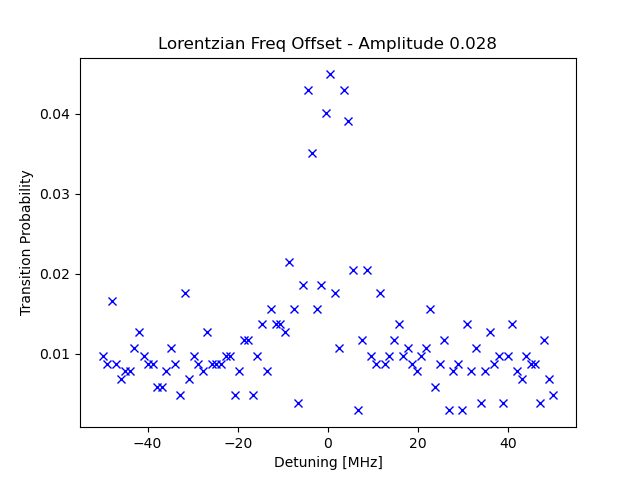 Lorentzian Freq Offset - Amplitude 0.028
Transition Probability
0.04
0.03
0.02
0.01
−40 −20 0 20 40
Detuning [MHz]